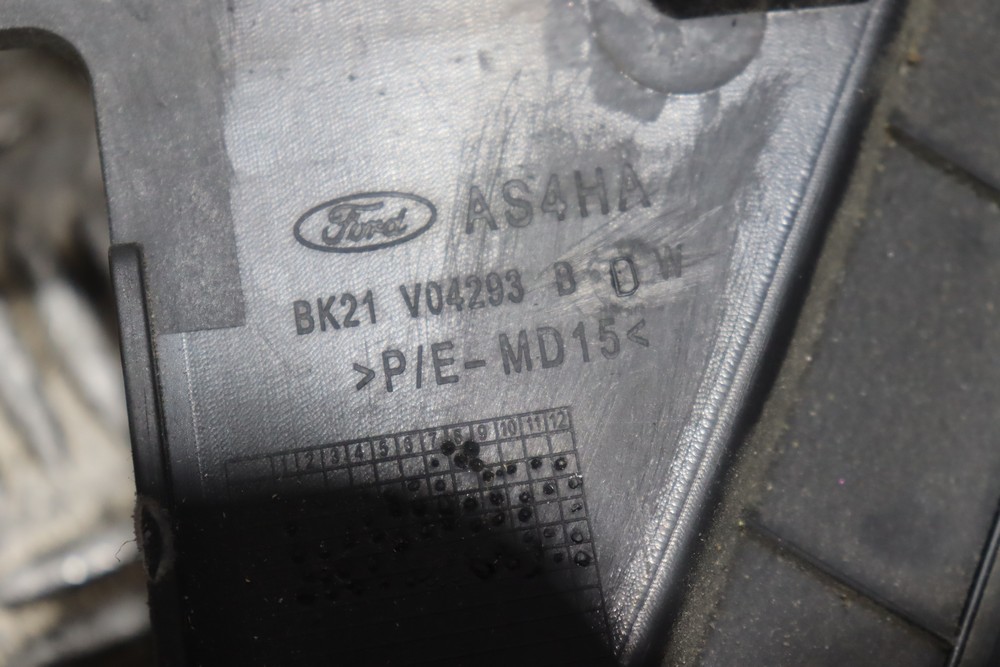 Ford AS4HA
BK21 V04293 B D W
>P/E-MD15<
1 2 3 4 5 6 7 8 9 10 11 12